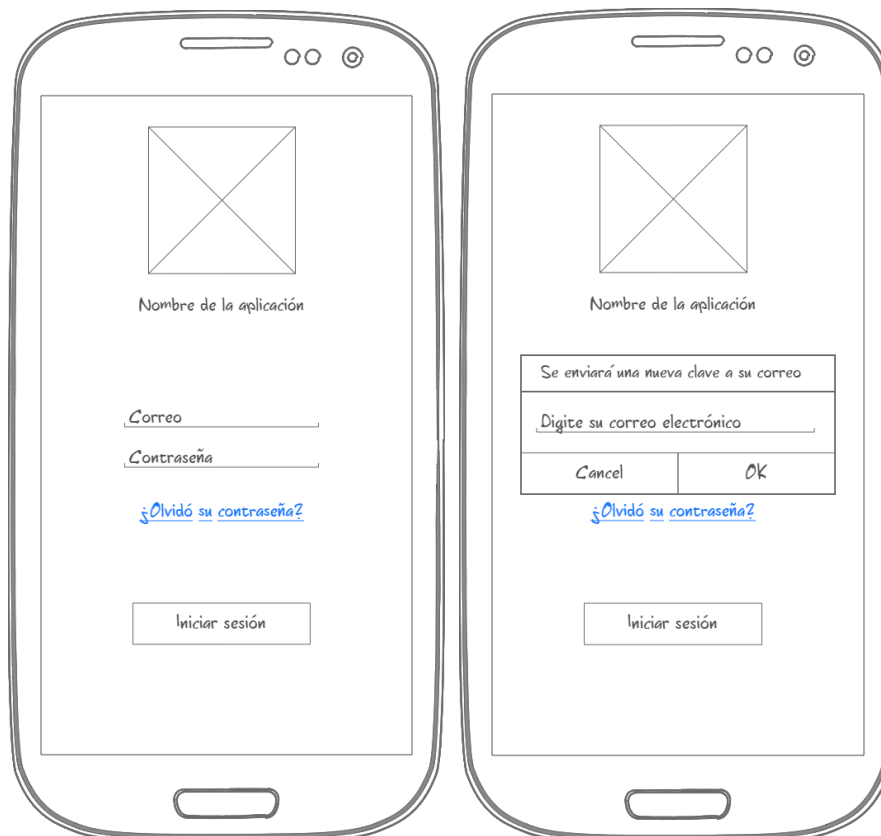 Nombre de la aplicación
Correo
Contraseña
¿Olvidó su contraseña?
Iniciar sesión
Nombre de la aplicación
Se enviará una nueva clave a su correo
Digite su correo electrónico
Cancel
OK
¿Olvidó su contraseña?
Iniciar sesión